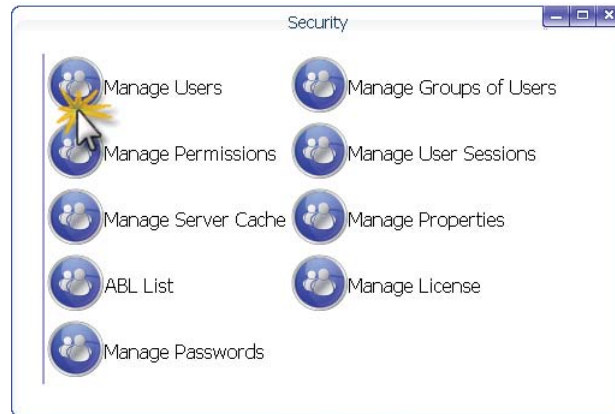 Security
Manage Users
Manage Groups of Users
Manage Permissions
Manage User Sessions
Manage Server Cache
Manage Properties
ABL List
Manage License
Manage Passwords